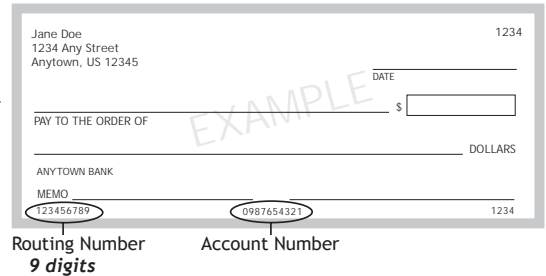 Jane Doe 1234
1234 Any Street
Anytown, US 12345
DATE
EXAMPLE
$
PAY TO THE ORDER OF
DOLLARS
ANYTOWN BANK
MEMO
123456789 0987654321 1234
Routing Number Account Number
9 digits